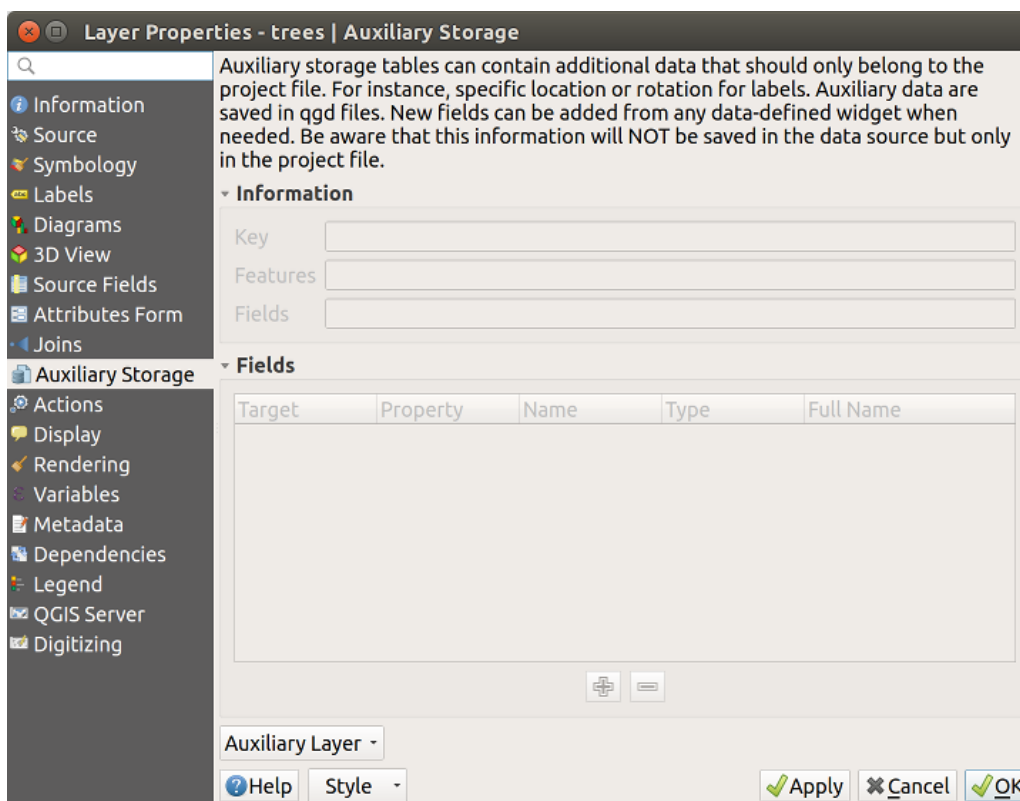 Layer Properties - trees | Auxiliary Storage
Information
Source
Symbology
Labels
Diagrams
3D View
Source Fields
Attributes Form
Joins
Auxiliary Storage
Actions
Display
Rendering
Variables
Metadata
Dependencies
Legend
QGIS Server
Digitizing
Auxiliary storage tables can contain additional data that should only belong to the
project file. For instance, specific location or rotation for labels. Auxiliary data are
saved in qgd files. New fields can be added from any data-defined widget when
needed. Be aware that this information will NOT be saved in the data source but only
in the project file.
Information
Key
Features
Fields
Fields
Target Property Name Type Full Name
Auxiliary Layer
Help Style Apply Cancel OK